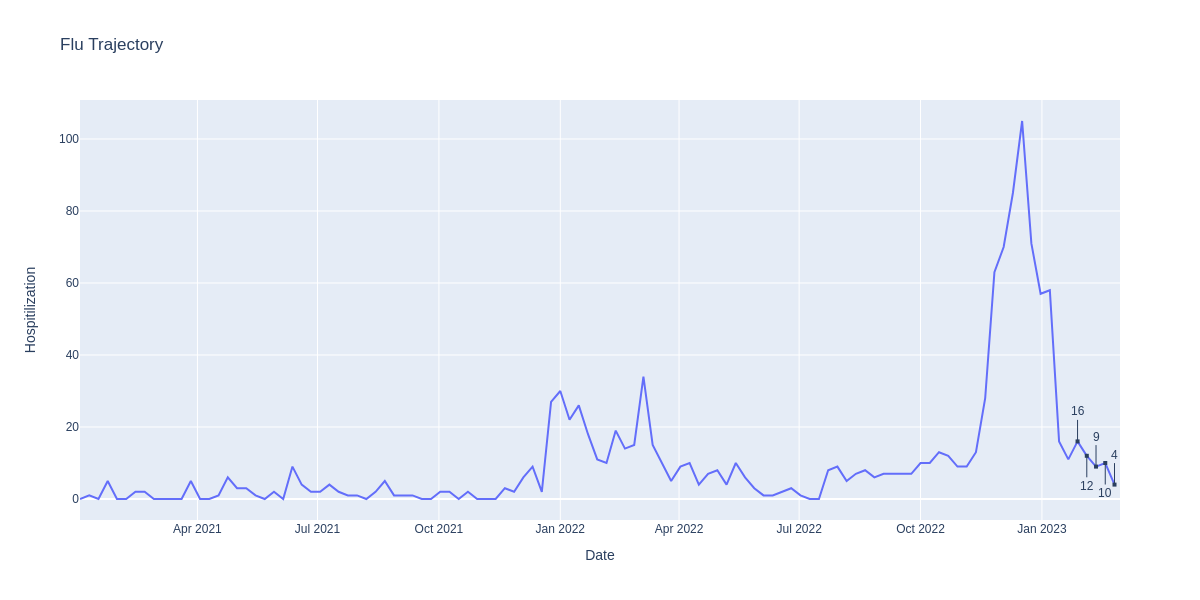 Flu Trajectory
100
80
60
40
20
0
Hospitilization
16
9
4
12
10
Apr 2021
Jul 2021
Oct 2021
Jan 2022
Apr 2022
Jul 2022
Oct 2022
Jan 2023
Date